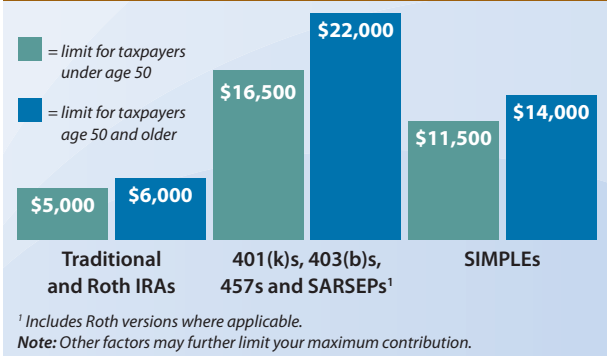 = limit for taxpayers
under age 50
= limit for taxpayers
age 50 and older
$5,000
$6,000
$16,500
$22,000
$11,500
$14,000
Traditional
and Roth IRAs
401(k)s, 403(b)s,
457s and SARSEPs¹
SIMPLEs
¹ Includes Roth versions where applicable.
Note: Other factors may further limit your maximum contribution.